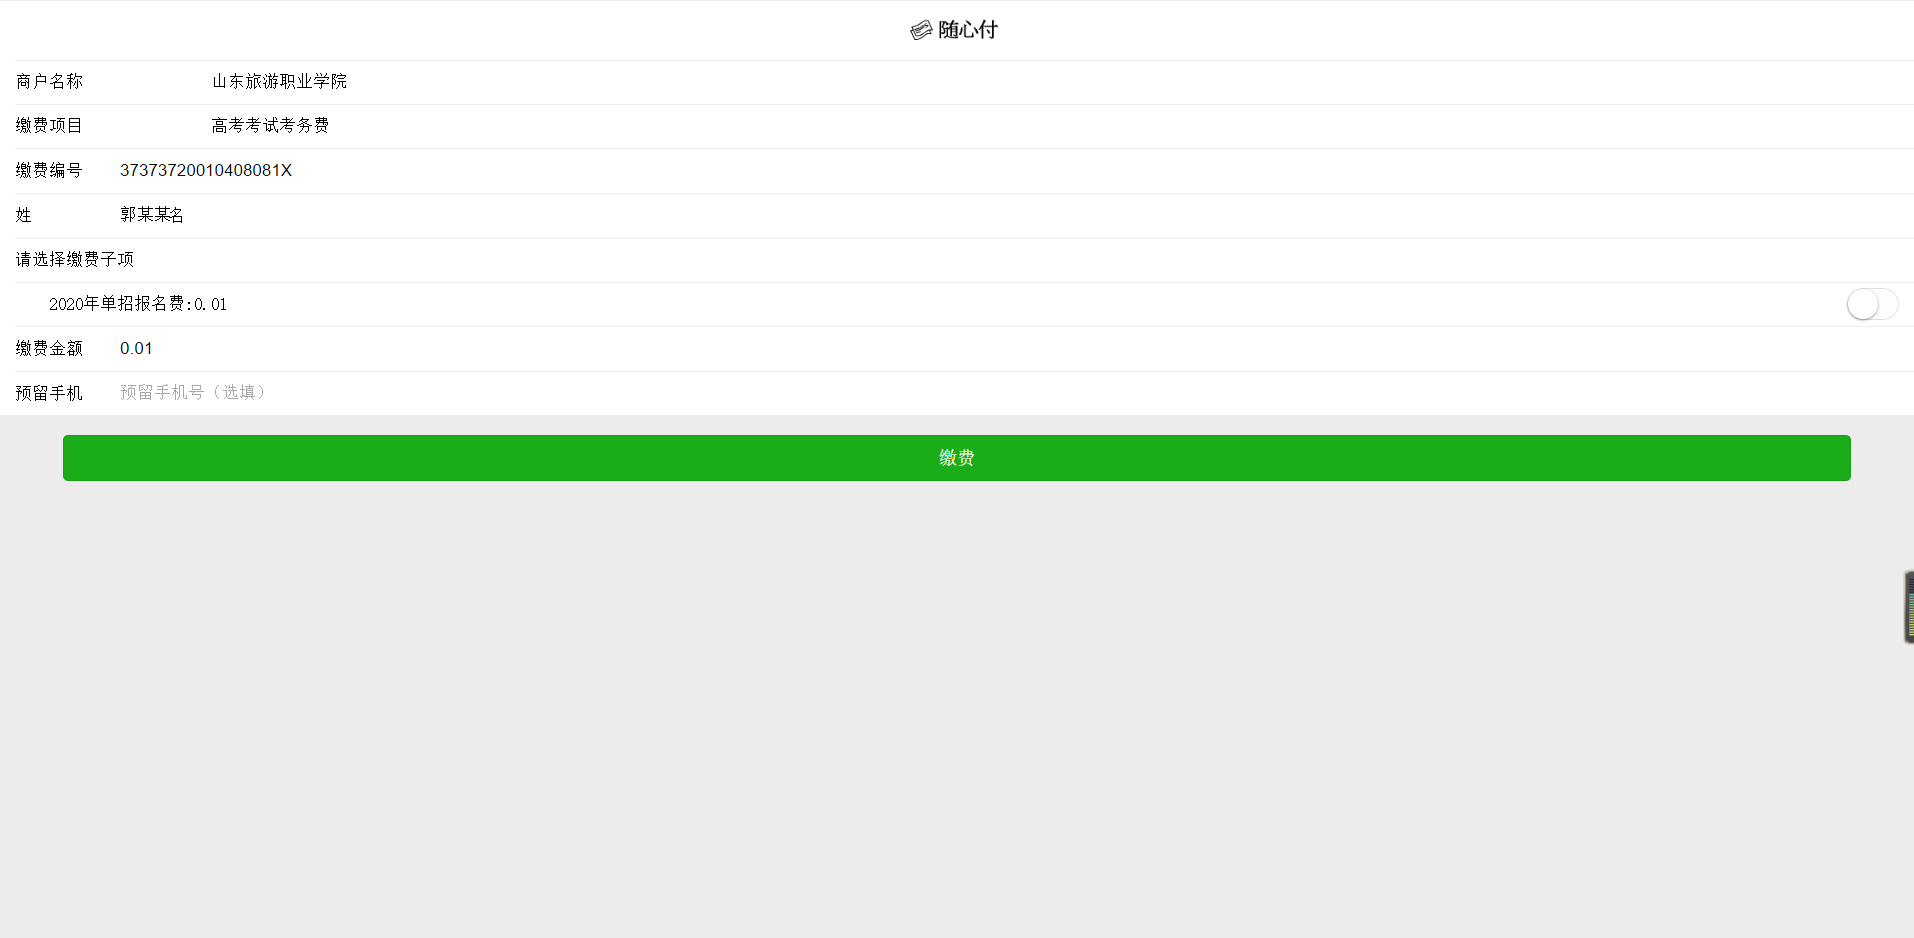 随心付
商户名称 山东旅游职业学院
缴费项目 高考考试考务费
缴费编号 37373720010408081X
姓 郭某某名
请选择缴费子项
2020年单招报名费:0.01
缴费金额 0.01
预留手机 预留手机号（选填）
缴费